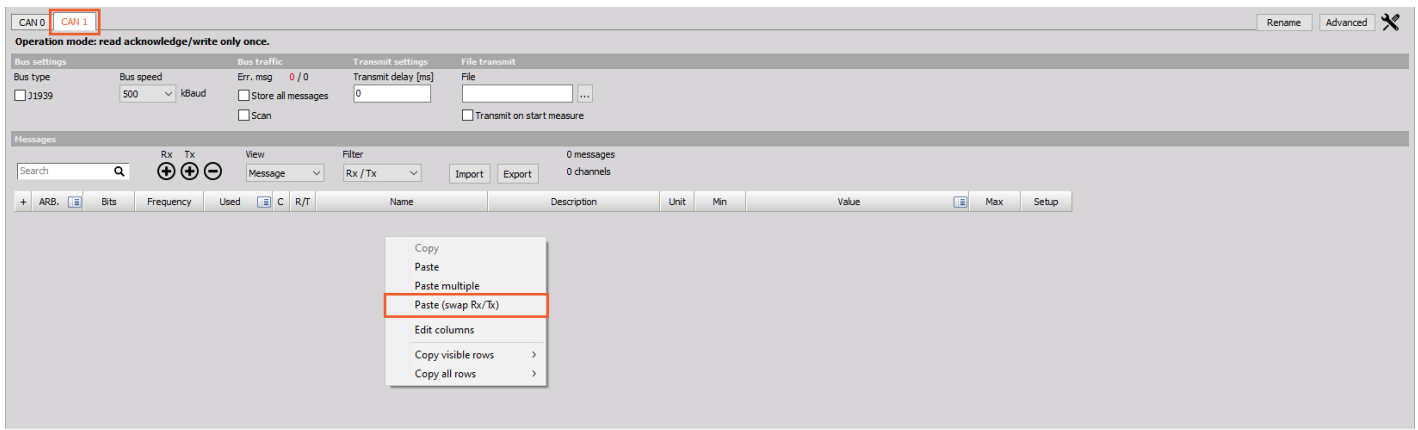 CAN 0 CAN 1 Rename Advanced
Operation mode: read acknowledge/write only once.
Bus settings Bus traffic Transmit settings File transmit
Bus type Bus speed Err. msg 0 / 0 Transmit delay [ms] File
J1939 500 kBaud Store all messages 0 ...
Scan Transmit on start measure
Messages
Rx Tx View Filter 0 messages
Search Message Rx / Tx Import Export 0 channels
+ ARB. Bits Frequency Used C R/T Name Description Unit Min Value Max Setup
Copy
Paste
Paste multiple
Paste (swap Rx/Tx)
Edit columns
Copy visible rows >
Copy all rows >